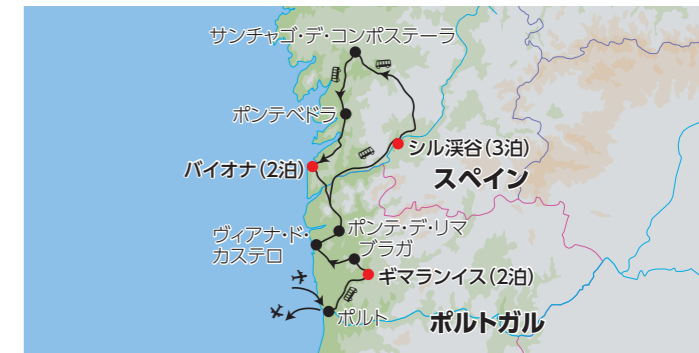 サンチャゴ・デ・コンポステーラ
ポンテベドラ
シル渓谷（3泊）
バイオナ（2泊）
スペイン
ポンテ・デ・リマ
ヴィアナ・ド・
カステロ
ブラガ
ギマランイス（2泊）
ポルト
ポルトガル